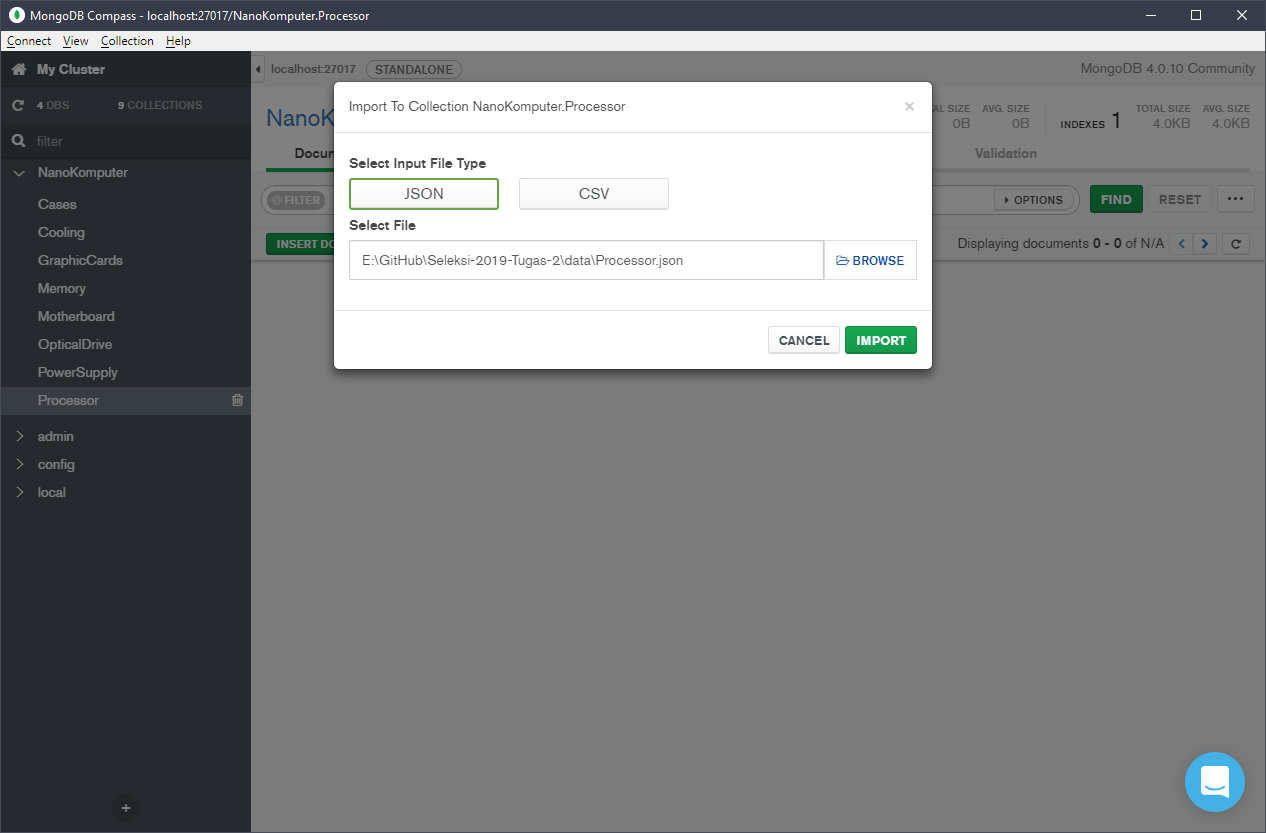 MongoDB Compass - localhost:27017/NanoKomputer.Processor
Connect View Collection Help
My Cluster
localhost:27017 STANDALONE
MongoDB 4.0.10 Community
4 DBS 9 COLLECTIONS
filter
NanoKomputer
Cases
Cooling
GraphicCards
Memory
Motherboard
OpticalDrive
PowerSupply
Processor
admin
config
local
+
SIZE AVG. SIZE
0B 0B
INDEXES 1
TOTAL SIZE AVG. SIZE
4.0KB 4.0KB
Validation
FILTER
OPTIONS
FIND
RESET
INSERT
Displaying documents 0 - 0 of N/A
Import To Collection NanoKomputer.Processor
×
Select Input File Type
JSON CSV
Select File
E:\GitHub\Seleksi-2019-Tugas-2\data\Processor.json
BROWSE
CANCEL IMPORT